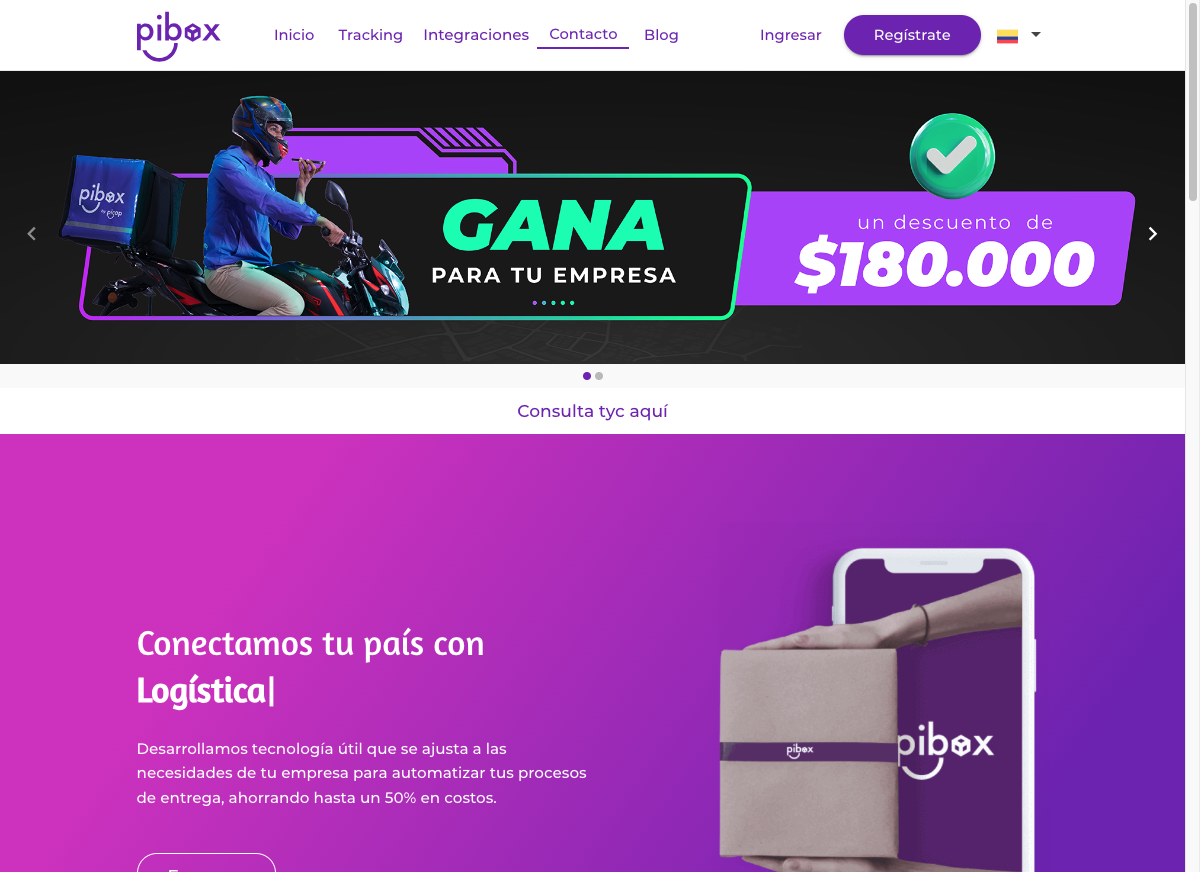 pibox
Inicio
Tracking
Integraciones
Contacto
Blog
Ingresar
Regístrate
pibox
by picap
GANA
PARA TU EMPRESA
un descuento de
$180.000
Consulta tyc aquí
Conectamos tu país con
Logística|
Desarrollamos tecnología útil que se ajusta a las
necesidades de tu empresa para automatizar tus procesos
de entrega, ahorrando hasta un 50% en costos.
pibox
pibox